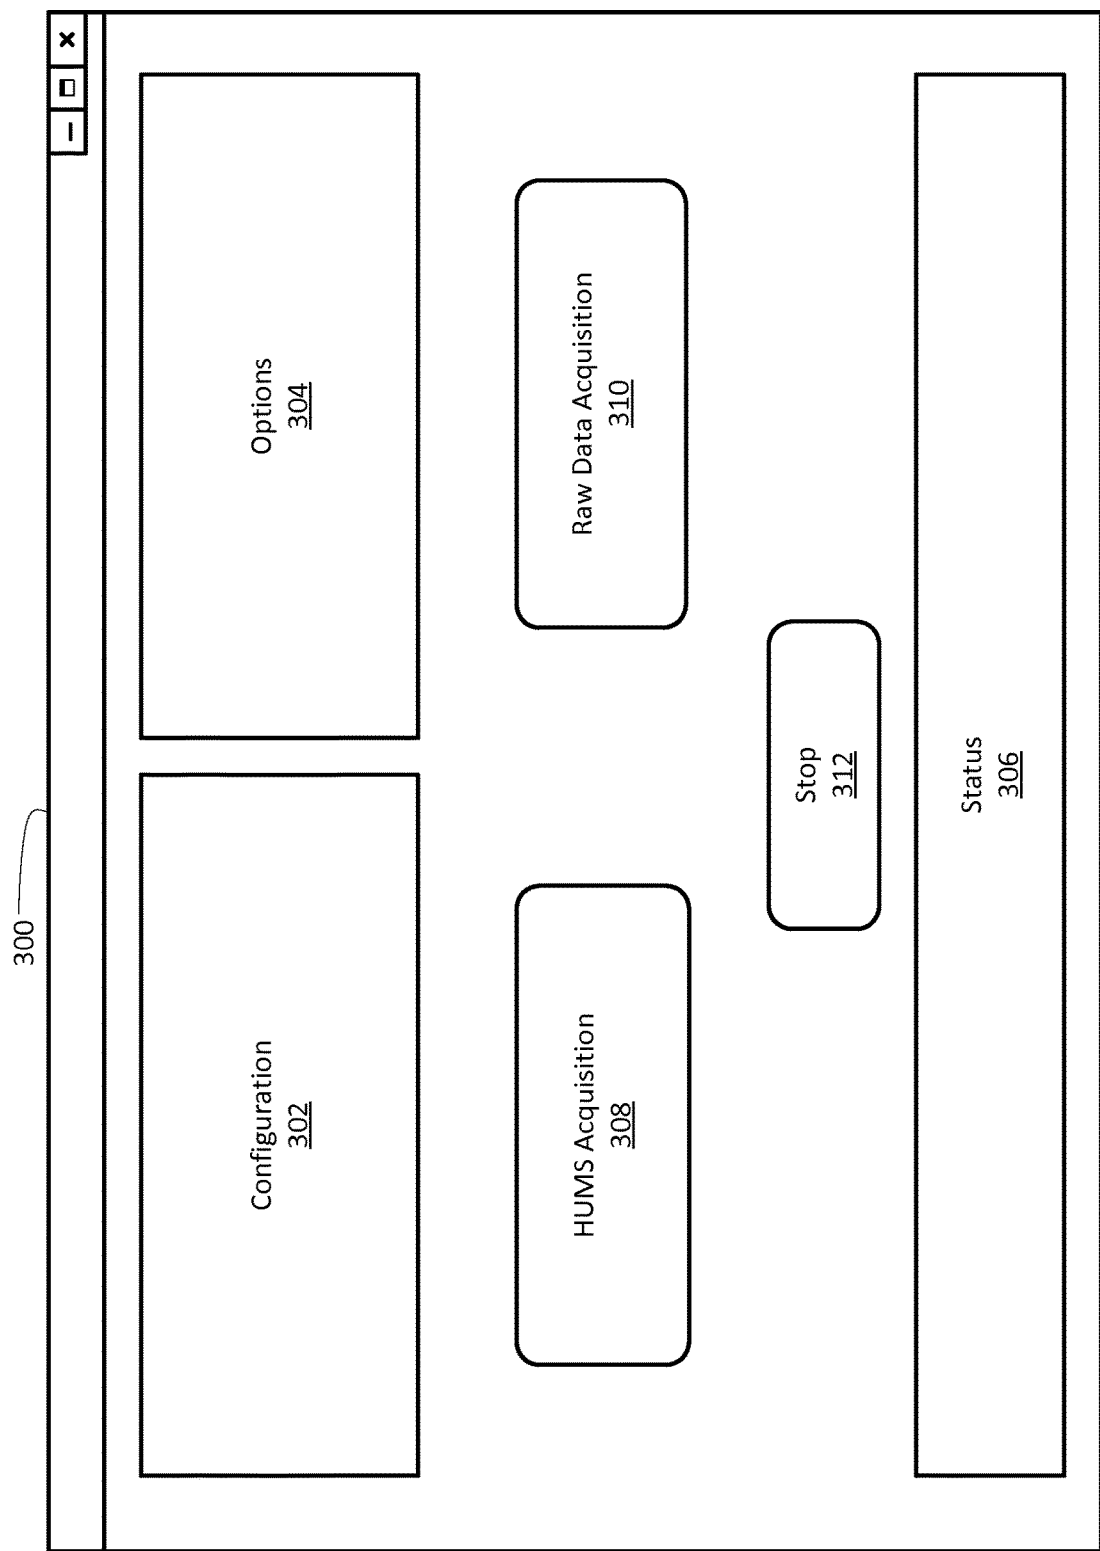 300
Configuration
302
Options
304
HUMS Acquisition
308
Raw Data Acquisition
310
Stop
312
Status
306